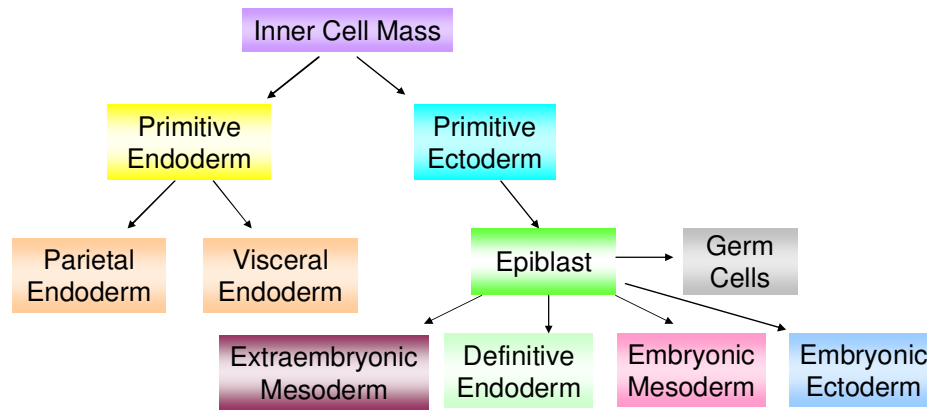 Inner Cell Mass
Primitive
Endoderm
Primitive
Ectoderm
Parietal
Endoderm
Visceral
Endoderm
Epiblast
Germ
Cells
Extraembryonic
Mesoderm
Definitive
Endoderm
Embryonic
Mesoderm
Embryonic
Ectoderm